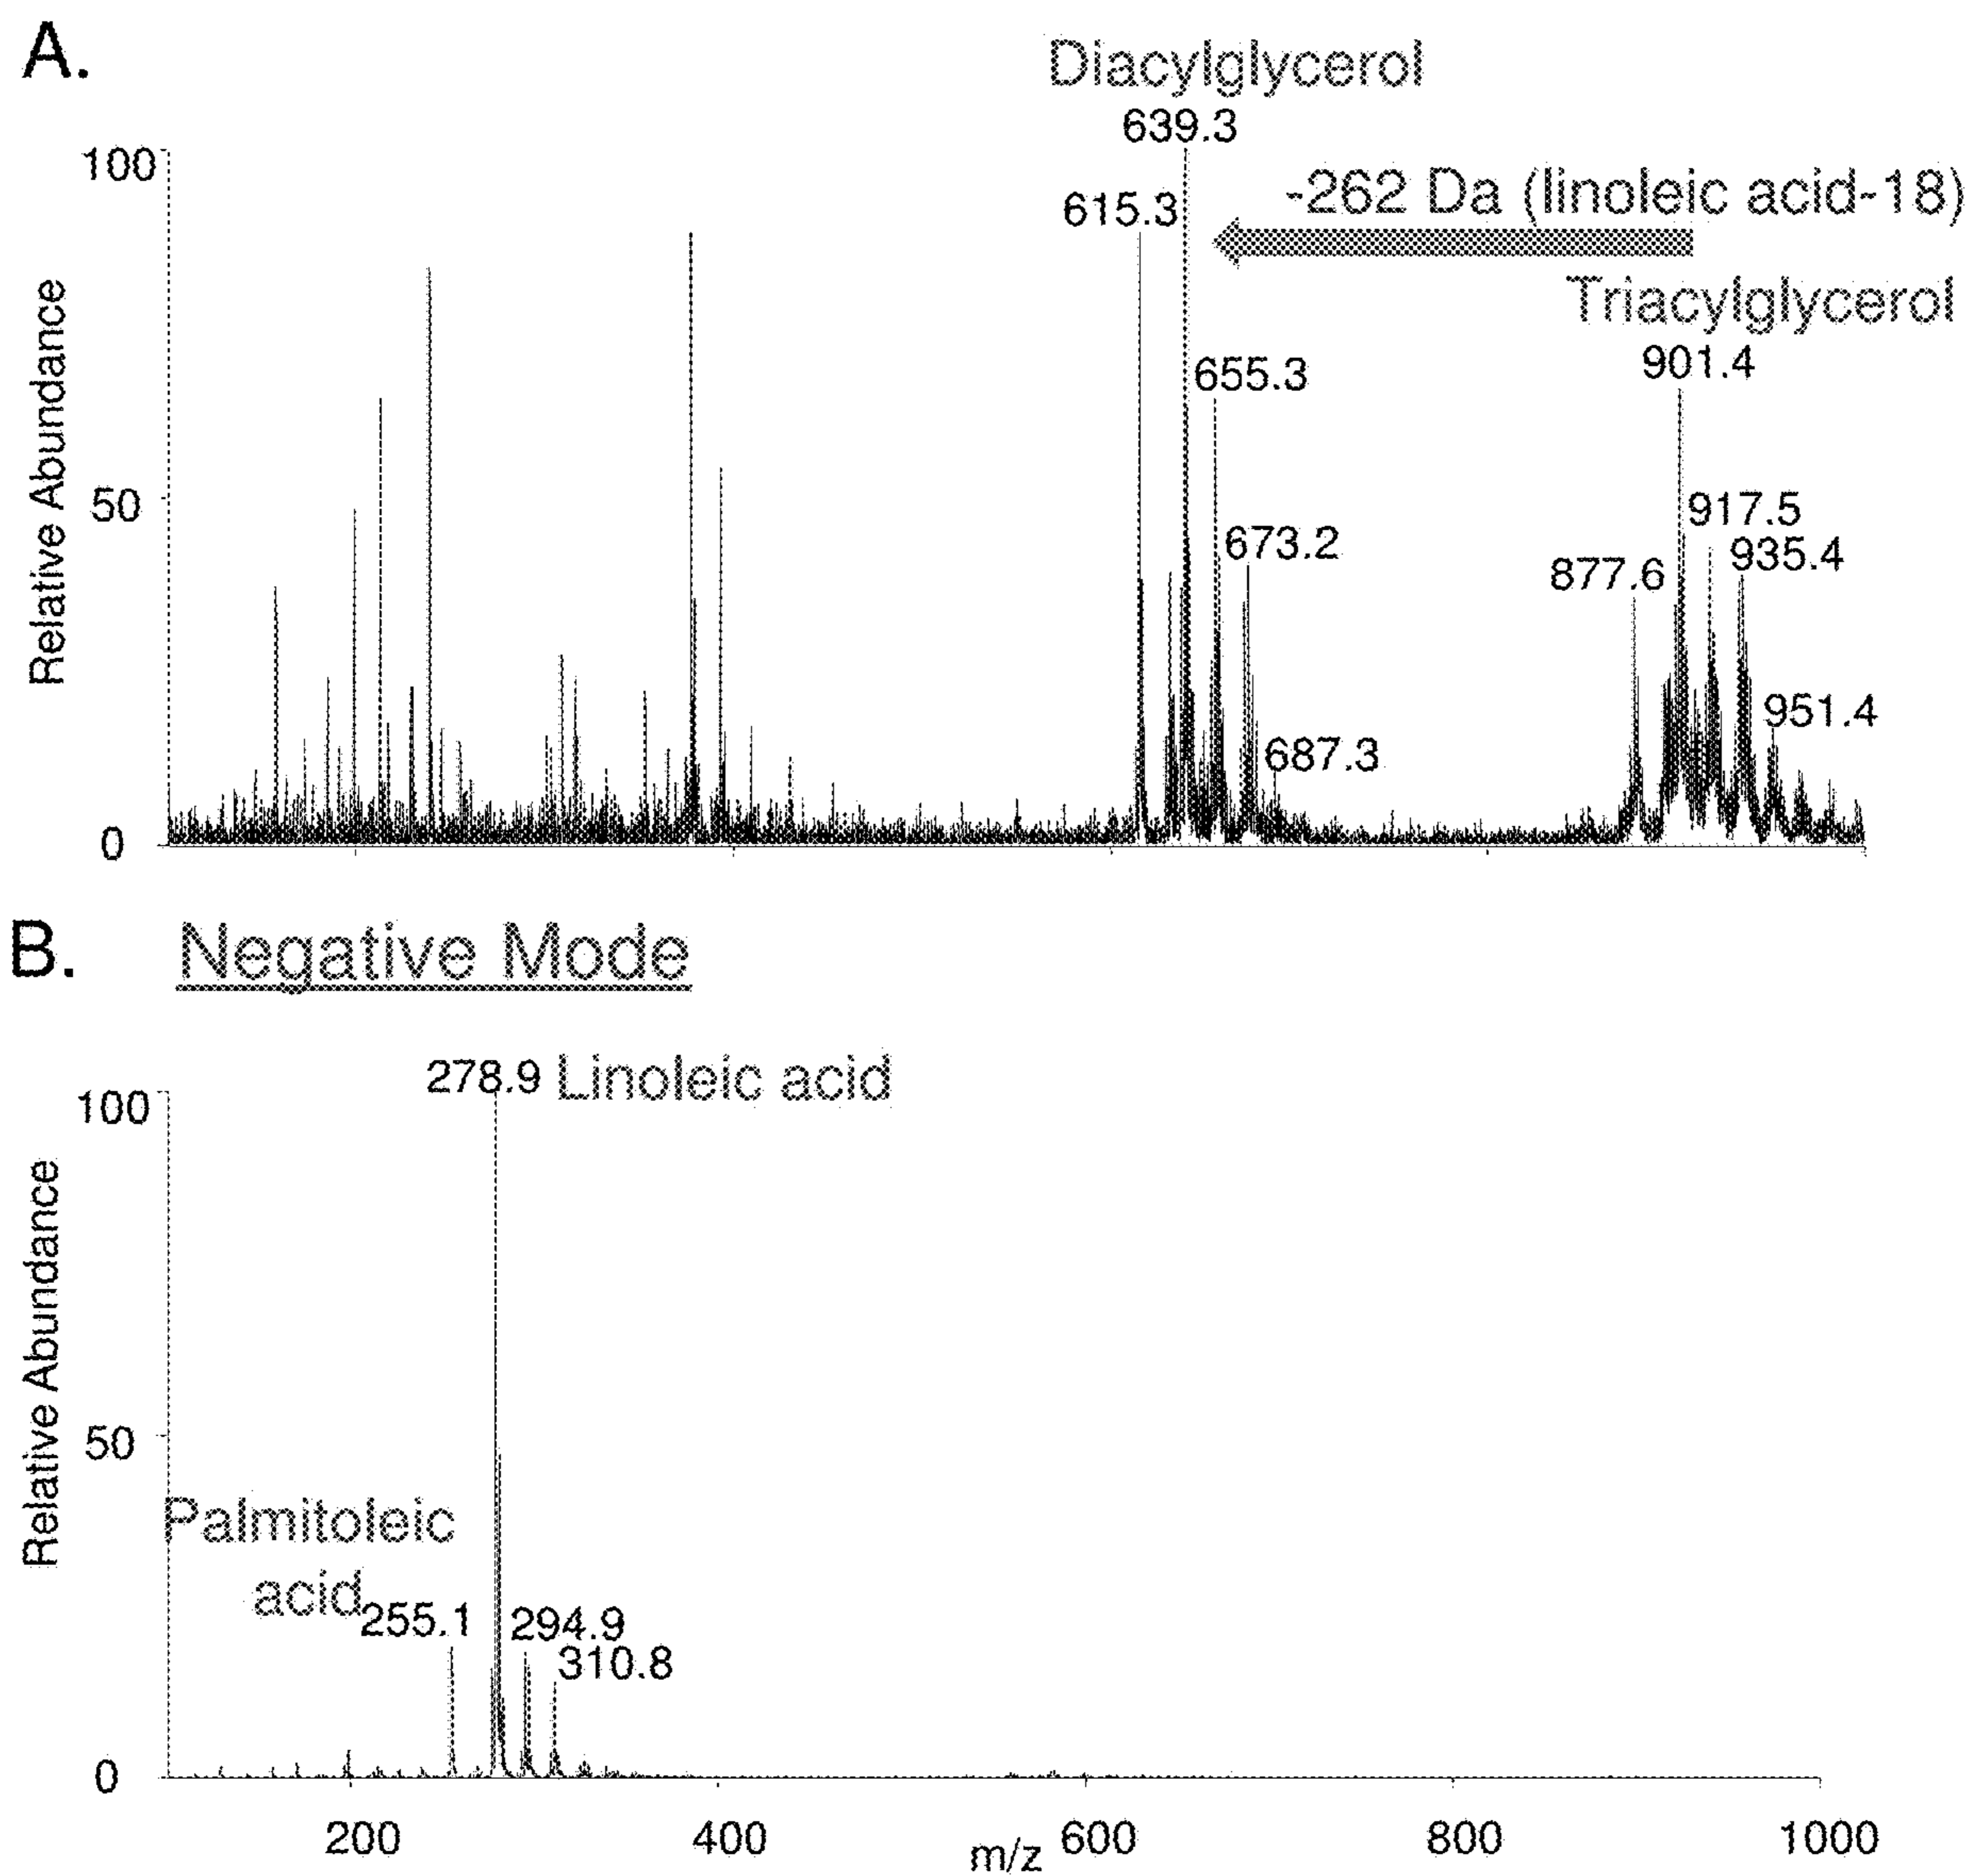 A.
Diacylglycerol
639.3
100
615.3
-262 Da (linoleic acid-18)
Triacylglycerol
901.4
655.3
50
917.5
673.2
935.4
877.6
951.4
687.3
0
Relative Abundance
B. Negative Mode
278.9 Linoleic acid
100
50
Palmitoleic
acid
255.1
294.9
310.8
0
Relative Abundance
200 400 600 800 1000
m/z